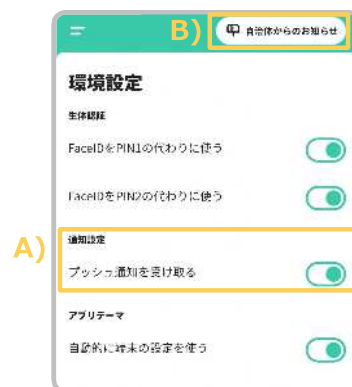 B)
自治体からのお知らせ
環境設定
生体認証
FaceIDをPIN1の代わりに使う
FaceIDをPIN2の代わりに使う
A)
通知設定
プッシュ通知を受け取る
アプリテーマ
自動的に端末の設定を使う